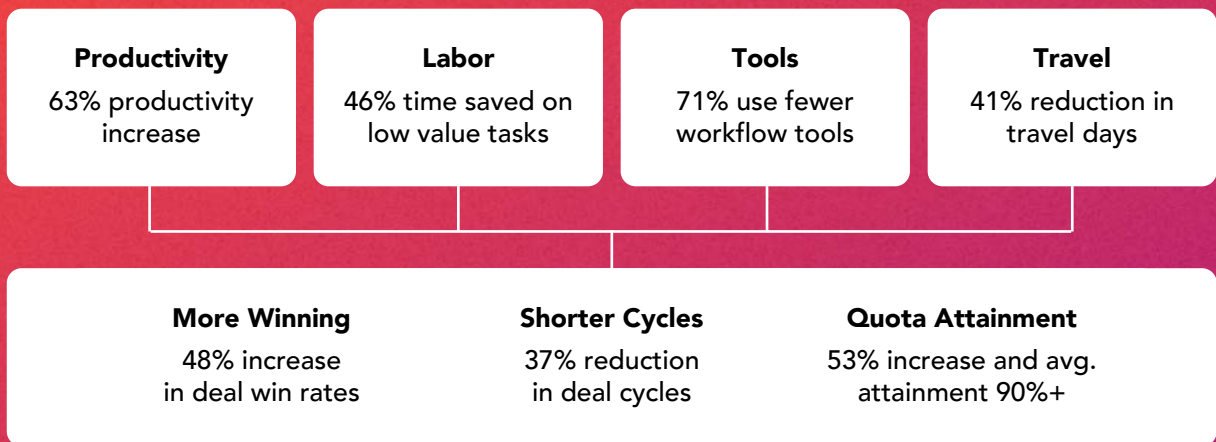 Productivity
63% productivity
increase
Labor
46% time saved on
low value tasks
Tools
71% use fewer
workflow tools
Travel
41% reduction in
travel days
More Winning
48% increase
in deal win rates
Shorter Cycles
37% reduction
in deal cycles
Quota Attainment
53% increase and avg.
attainment 90%+